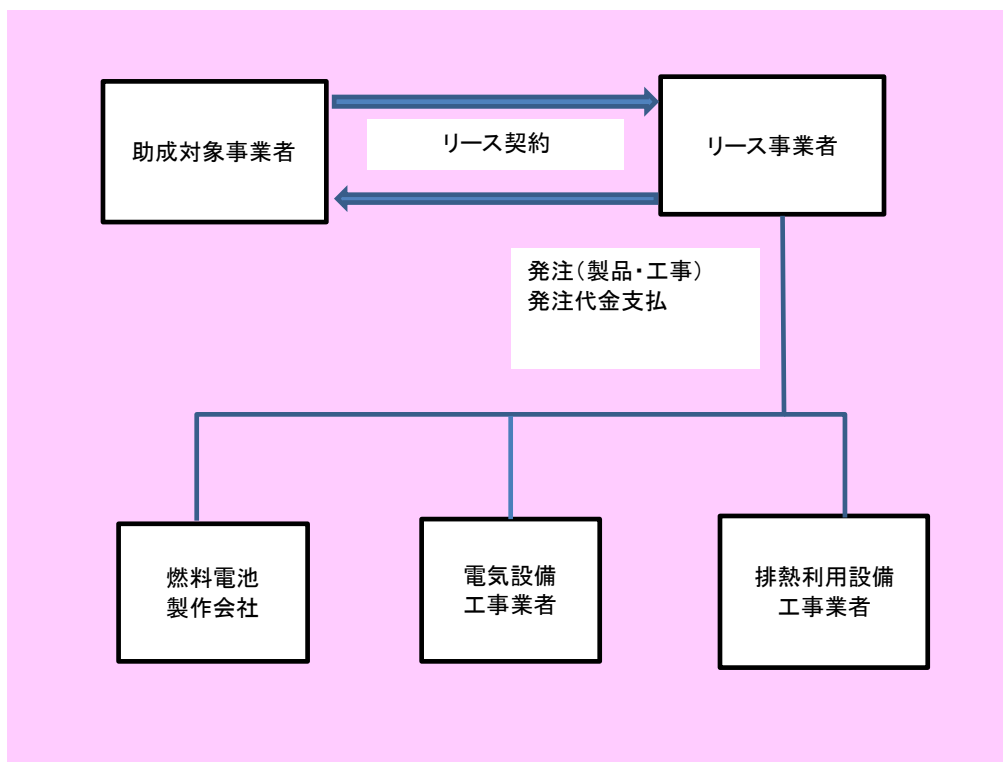 助成対象事業者
リース契約
リース事業者
発注（製品・工事）
発注代金支払
燃料電池
製作会社
電気設備
工事業者
排熱利用設備
工事業者